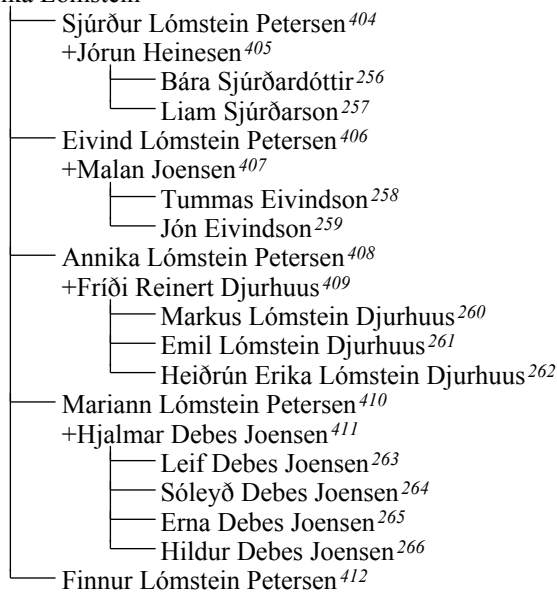 Sjúrður Lómstein Petersen 404
+Jórun Heinesen 405
Bára Sjúrðardóttir 256
Liam Sjúrðarson 257
Eivind Lómstein Petersen 406
+Malan Joensen 407
Tummas Eivindson 258
Jón Eivindson 259
Annika Lómstein Petersen 408
+Fríði Reinert Djurhuus 409
Markus Lómstein Djurhuus 260
Emil Lómstein Djurhuus 261
Heiðrún Erika Lómstein Djurhuus 262
Mariann Lómstein Petersen 410
+Hjalmar Debes Joensen 411
Leif Debes Joensen 263
Sóleyð Debes Joensen 264
Erna Debes Joensen 265
Hildur Debes Joensen 266
Finnur Lómstein Petersen 412